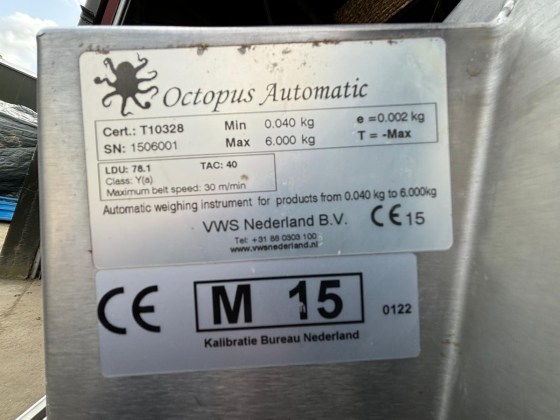 Octopus Automatic
Cert.: T10328 Min 0.040 kg e = 0.002 kg
SN: 1506001 Max 6.000 kg T = -Max
LDU: 78.1 TAC: 40
Class: Y(a)
Maximum belt speed: 30 m/min
Automatic weighing instrument for products from 0.040 kg to 6.000kg
VWS Nederland B.V. CE 15
Tel: +31 88 0303 100
www.vwsnederland.nl
CE M 15 0122
Kalibratie Bureau Nederland